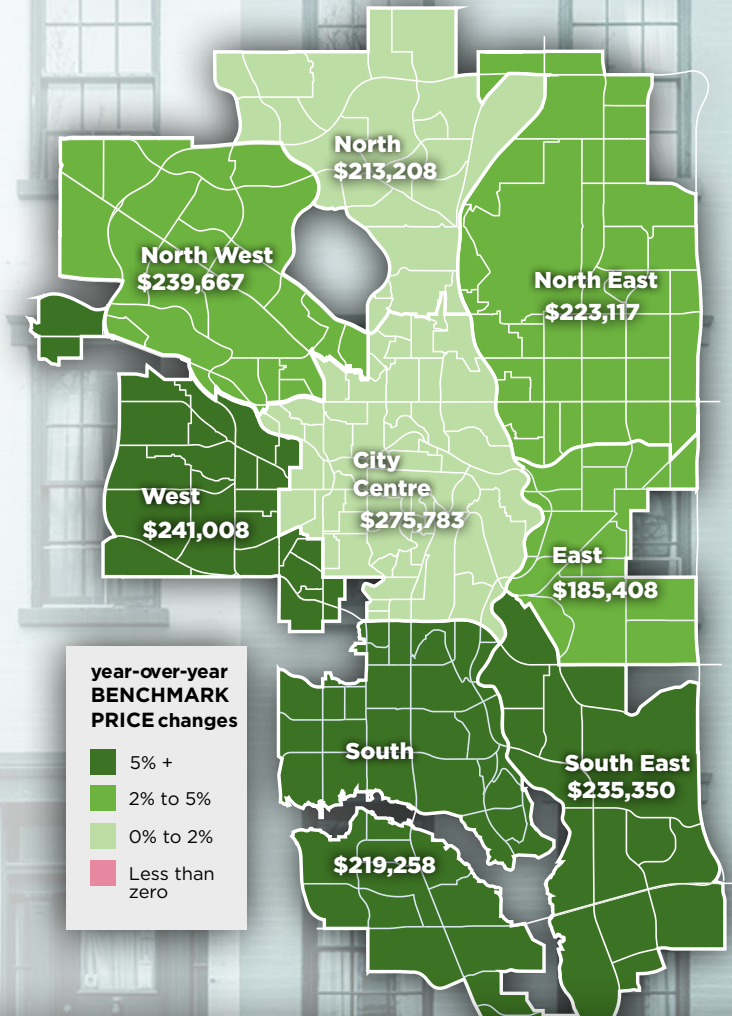 North
$213,208
North West
$239,667
North East
$223,117
City
Centre
$275,783
West
$241,008
East
$185,408
South
$219,258
South East
$235,350
year-over-year
BENCHMARK
PRICE changes
5% +
2% to 5%
0% to 2%
Less than
zero